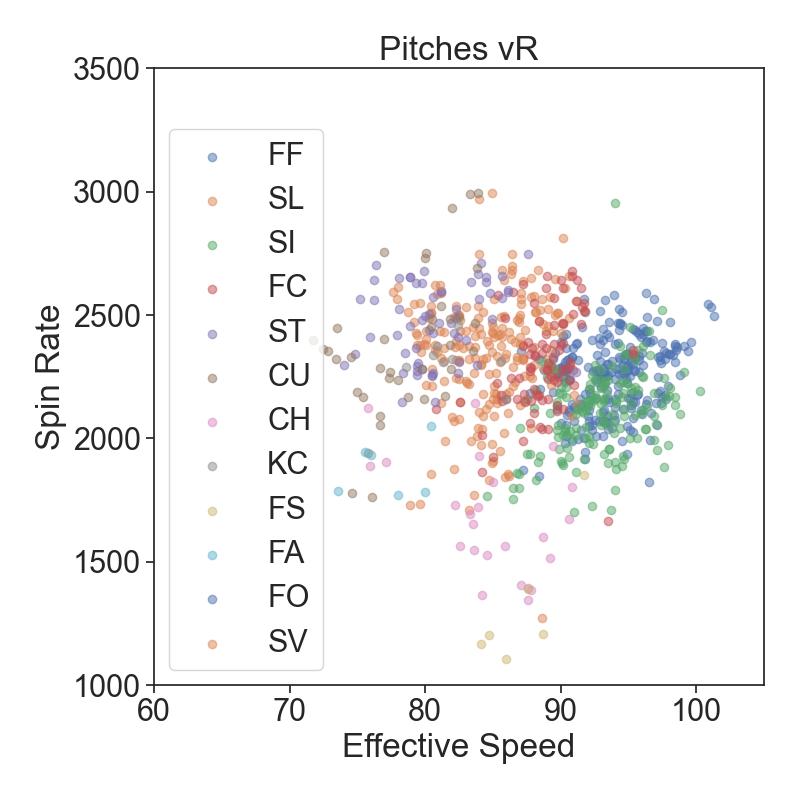 Pitches vR
3500
3000
2500
2000
1500
1000
Spin Rate
FF
SL
SI
FC
ST
CU
CH
KC
FS
FA
FO
SV
60 70 80 90 100
Effective Speed